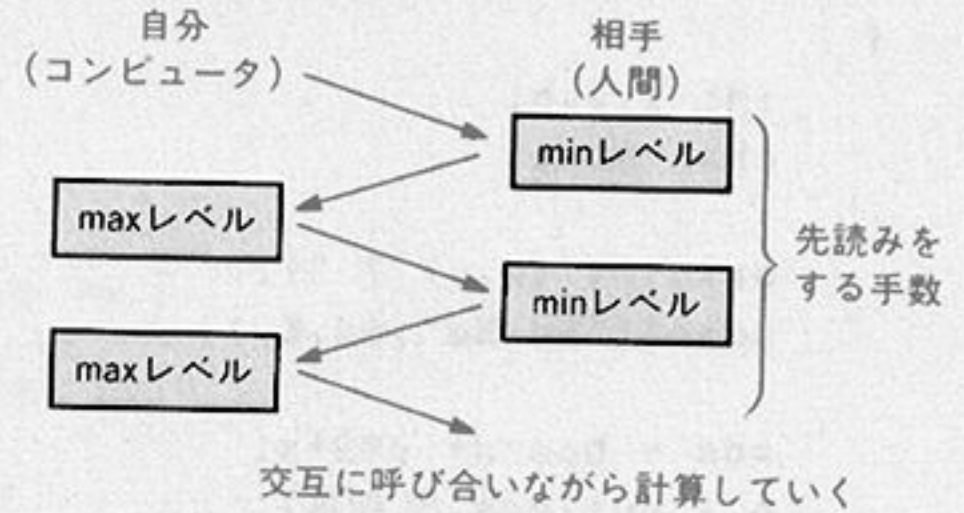 自分
(コンピュータ)
相手
(人間)
minレベル
maxレベル
minレベル
maxレベル
先読みを
する手数
交互に呼び合いながら計算していく